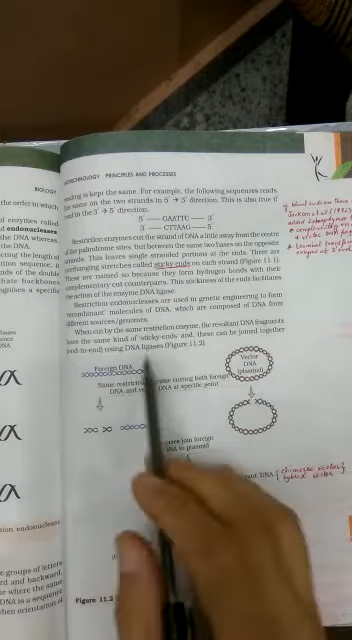 BIOLOGY
the order in which
of enzymes called
endonucleases
the DNA whereas,
the DNA.
ecting the length of
ition sequence, it
nds of the double
hate backbones
ognises a specific
tion endonuclease
e groups of letters
rd and backward,
e where the same
DNA is a sequence
when orientation of
BIOTECHNOLOGY : PRINCIPLES AND PROCESSES
reading is kept the same. For example, the following sequences reads
the same on the two strands in 5' → 3' direction. This is also true if
read in the 3' → 5' direction.
5' —— GAATTC —— 3'
3' —— CTTAAG —— 5'
Restriction enzymes cut the strand of DNA a little away from the centre
of the palindrome sites, but between the same two bases on the opposite
strands. This leaves single stranded portions at the ends. There are
overhanging stretches called sticky ends on each strand (Figure 11.1).
These are named so because they form hydrogen bonds with their
complementary cut counterparts. This stickiness of the ends facilitates
the action of the enzyme DNA ligase.
Restriction endonucleases are used in genetic engineering to form
'recombinant' molecules of DNA, which are composed of DNA from
different sources/genomes.
When cut by the same restriction enzyme, the resultant DNA fragments
have the same kind of 'sticky-ends' and, these can be joined together
(end-to-end) using DNA ligases (Figure 11.2).
Foreign DNA
Vector
DNA
(plasmid)
Same cutting both foreign
DNA and DNA at specific point
join foreign
to plasmid
DNA { chimeric vector
hybrid vector
Figure 11.2